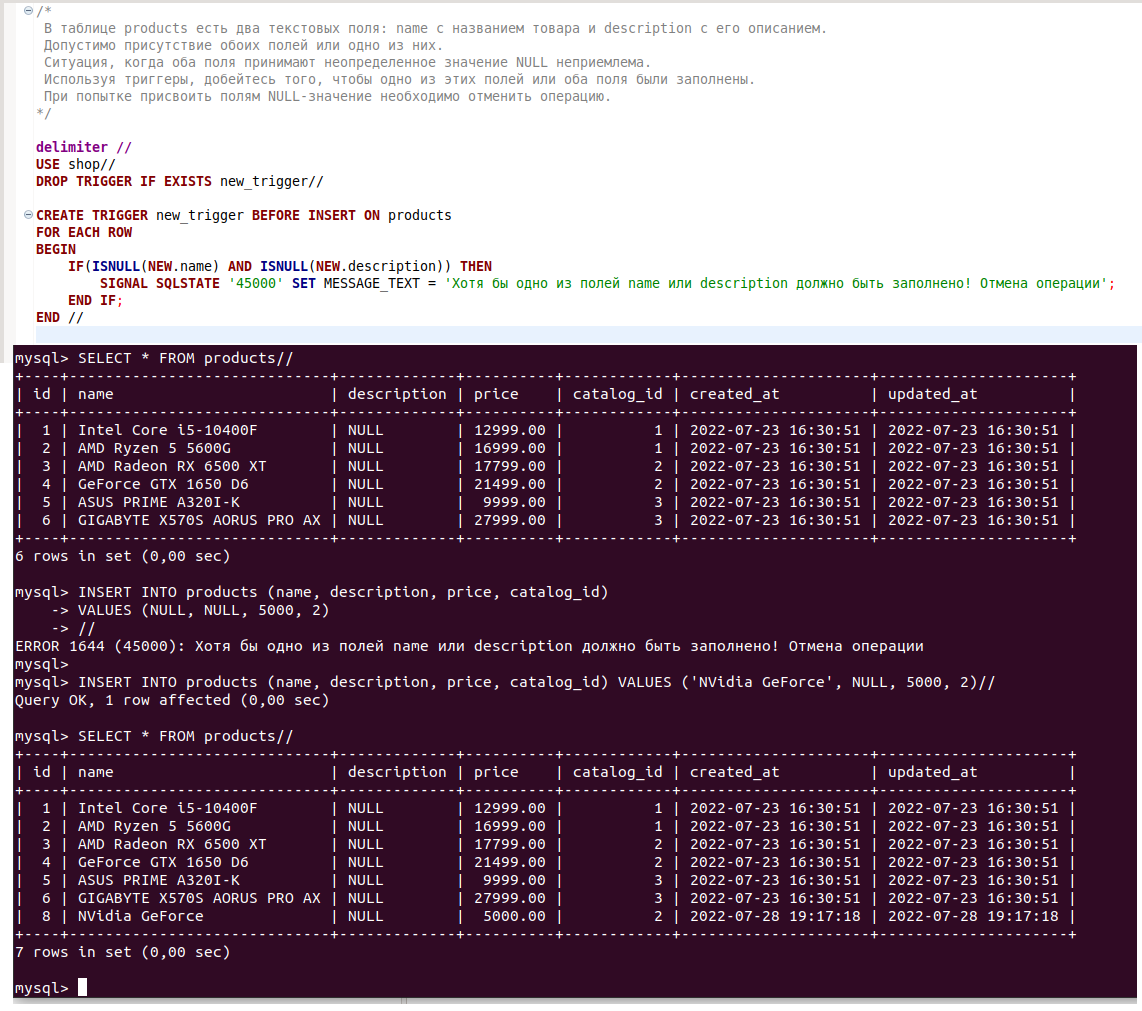 /*
В таблице products есть два текстовых поля: name с названием товара и description с его описанием.
Допустимо присутствие обоих полей или одно из них.
Ситуация, когда оба поля принимают неопределенное значение NULL неприемлема.
Используя триггеры, добейтесь того, чтобы одно из этих полей или оба поля были заполнены.
При попытке присвоить полям NULL-значение необходимо отменить операцию.
*/
delimiter //
USE shop//
DROP TRIGGER IF EXISTS new_trigger//
CREATE TRIGGER new_trigger BEFORE INSERT ON products
FOR EACH ROW
BEGIN
    IF(ISNULL(NEW.name) AND ISNULL(NEW.description)) THEN
        SIGNAL SQLSTATE '45000' SET MESSAGE_TEXT = 'Хотя бы одно из полей name или description должно быть заполнено! Отмена операции';
    END IF;
END //
mysql> SELECT * FROM products//
+----+-----------------------------+-------------+----------+------------+---------------------+---------------------+
| id | name                        | description | price    | catalog_id | created_at          | updated_at          |
+----+-----------------------------+-------------+----------+------------+---------------------+---------------------+
|  1 | Intel Core i5-10400F        | NULL        | 12999.00 |          1 | 2022-07-23 16:30:51 | 2022-07-23 16:30:51 |
|  2 | AMD Ryzen 5 5600G           | NULL        | 16999.00 |          1 | 2022-07-23 16:30:51 | 2022-07-23 16:30:51 |
|  3 | AMD Radeon RX 6500 XT       | NULL        | 17799.00 |          2 | 2022-07-23 16:30:51 | 2022-07-23 16:30:51 |
|  4 | GeForce GTX 1650 D6         | NULL        | 21499.00 |          2 | 2022-07-23 16:30:51 | 2022-07-23 16:30:51 |
|  5 | ASUS PRIME A320I-K          | NULL        |  9999.00 |          3 | 2022-07-23 16:30:51 | 2022-07-23 16:30:51 |
|  6 | GIGABYTE X570S AORUS PRO AX | NULL        | 27999.00 |          3 | 2022-07-23 16:30:51 | 2022-07-23 16:30:51 |
+----+-----------------------------+-------------+----------+------------+---------------------+---------------------+
6 rows in set (0,00 sec)
mysql> INSERT INTO products (name, description, price, catalog_id)
    -> VALUES (NULL, NULL, 5000, 2)
    -> //
ERROR 1644 (45000): Хотя бы одно из полей name или description должно быть заполнено! Отмена операции
mysql>
mysql> INSERT INTO products (name, description, price, catalog_id) VALUES ('NVidia GeForce', NULL, 5000, 2)//
Query OK, 1 row affected (0,00 sec)
mysql> SELECT * FROM products//
+----+-----------------------------+-------------+----------+------------+---------------------+---------------------+
| id | name                        | description | price    | catalog_id | created_at          | updated_at          |
+----+-----------------------------+-------------+----------+------------+---------------------+---------------------+
|  1 | Intel Core i5-10400F        | NULL        | 12999.00 |          1 | 2022-07-23 16:30:51 | 2022-07-23 16:30:51 |
|  2 | AMD Ryzen 5 5600G           | NULL        | 16999.00 |          1 | 2022-07-23 16:30:51 | 2022-07-23 16:30:51 |
|  3 | AMD Radeon RX 6500 XT       | NULL        | 17799.00 |          2 | 2022-07-23 16:30:51 | 2022-07-23 16:30:51 |
|  4 | GeForce GTX 1650 D6         | NULL        | 21499.00 |          2 | 2022-07-23 16:30:51 | 2022-07-23 16:30:51 |
|  5 | ASUS PRIME A320I-K          | NULL        |  9999.00 |          3 | 2022-07-23 16:30:51 | 2022-07-23 16:30:51 |
|  6 | GIGABYTE X570S AORUS PRO AX | NULL        | 27999.00 |          3 | 2022-07-23 16:30:51 | 2022-07-23 16:30:51 |
|  8 | NVidia GeForce              | NULL        |  5000.00 |          2 | 2022-07-28 19:17:18 | 2022-07-28 19:17:18 |
+----+-----------------------------+-------------+----------+------------+---------------------+---------------------+
7 rows in set (0,00 sec)
mysql>